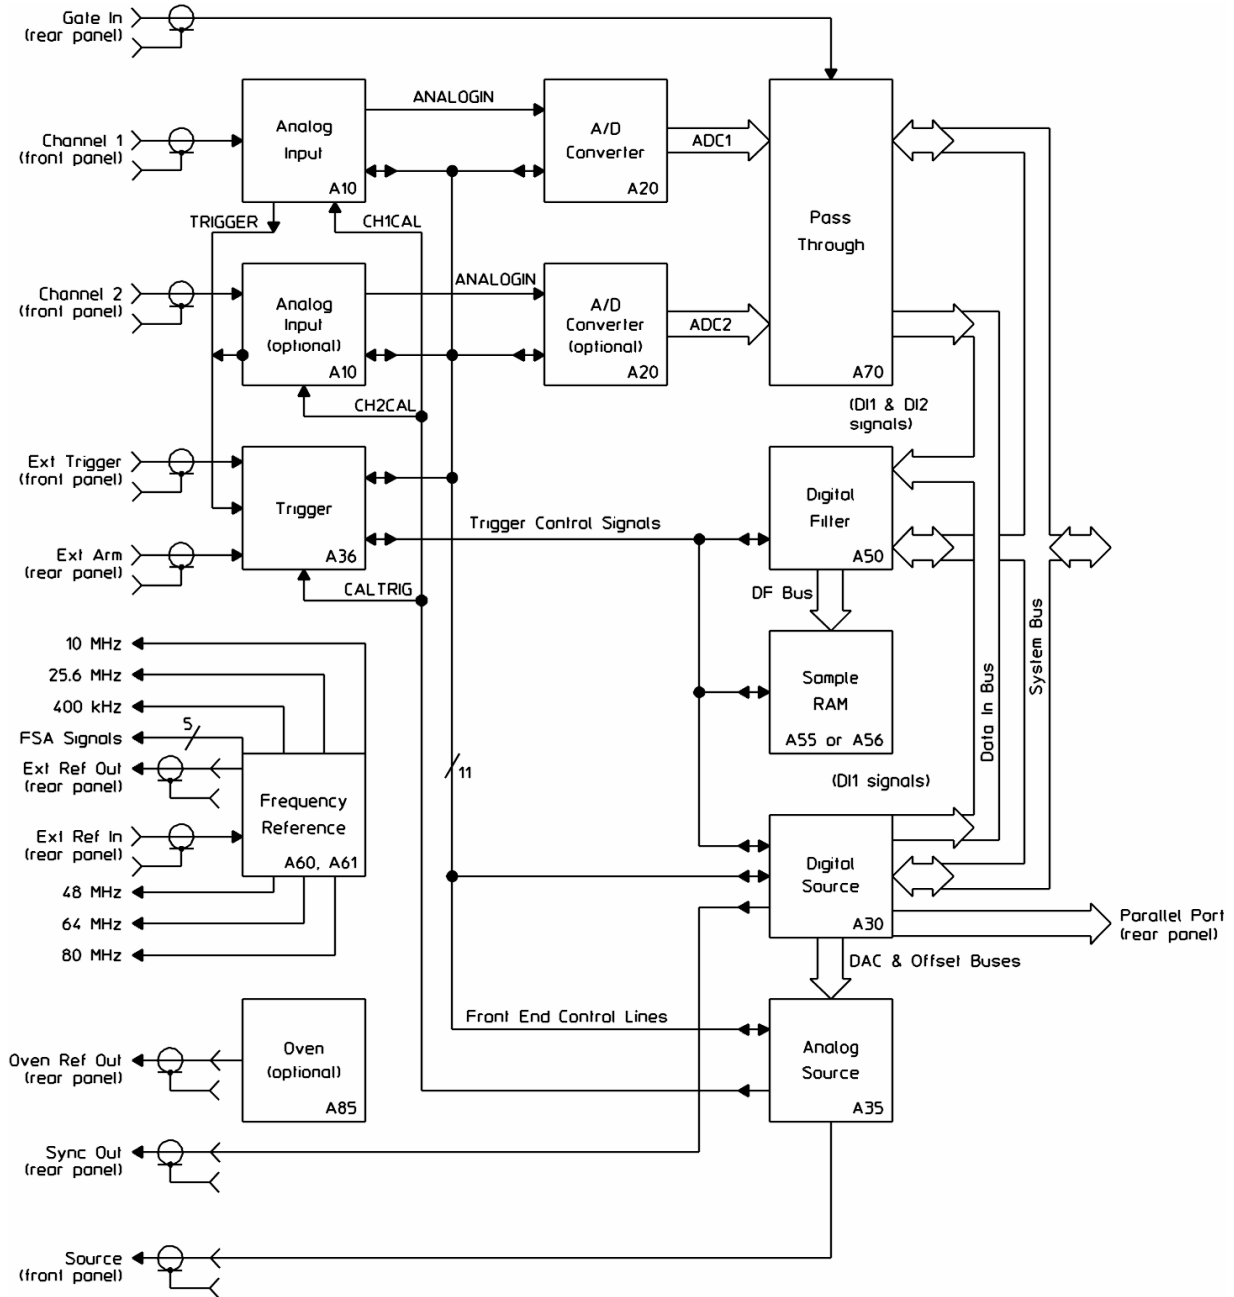 Gate In
(rear panel)
ANALOGIN
Channel 1
(front panel)
Analog
Input
A10
A/D
Converter
A20
ADC1
Pass
Through
A70
TRIGGER
CH1CAL
Channel 2
(front panel)
Analog
Input
(optional)
A10
ANALOGIN
A/D
Converter
(optional)
A20
ADC2
CH2CAL
(DI1 & DI2
signals)
Ext Trigger
(front panel)
Trigger
A36
Ext Arm
(rear panel)
Trigger Control Signals
Digital
Filter
A50
CALTRIG
DF Bus
System Bus
Data In Bus
10 MHz
25.6 MHz
400 kHz
FSA Signals
5
Ext Ref Out
(rear panel)
Frequency
Reference
A60, A61
Ext Ref In
(rear panel)
48 MHz
64 MHz
80 MHz
11
Sample
RAM
A55 or A56
(DI1 signals)
Digital
Source
A30
Parallel Port
(rear panel)
DAC & Offset Buses
Front End Control Lines
Oven
(optional)
A85
Oven Ref Out
(rear panel)
Analog
Source
A35
Sync Out
(rear panel)
Source
(front panel)